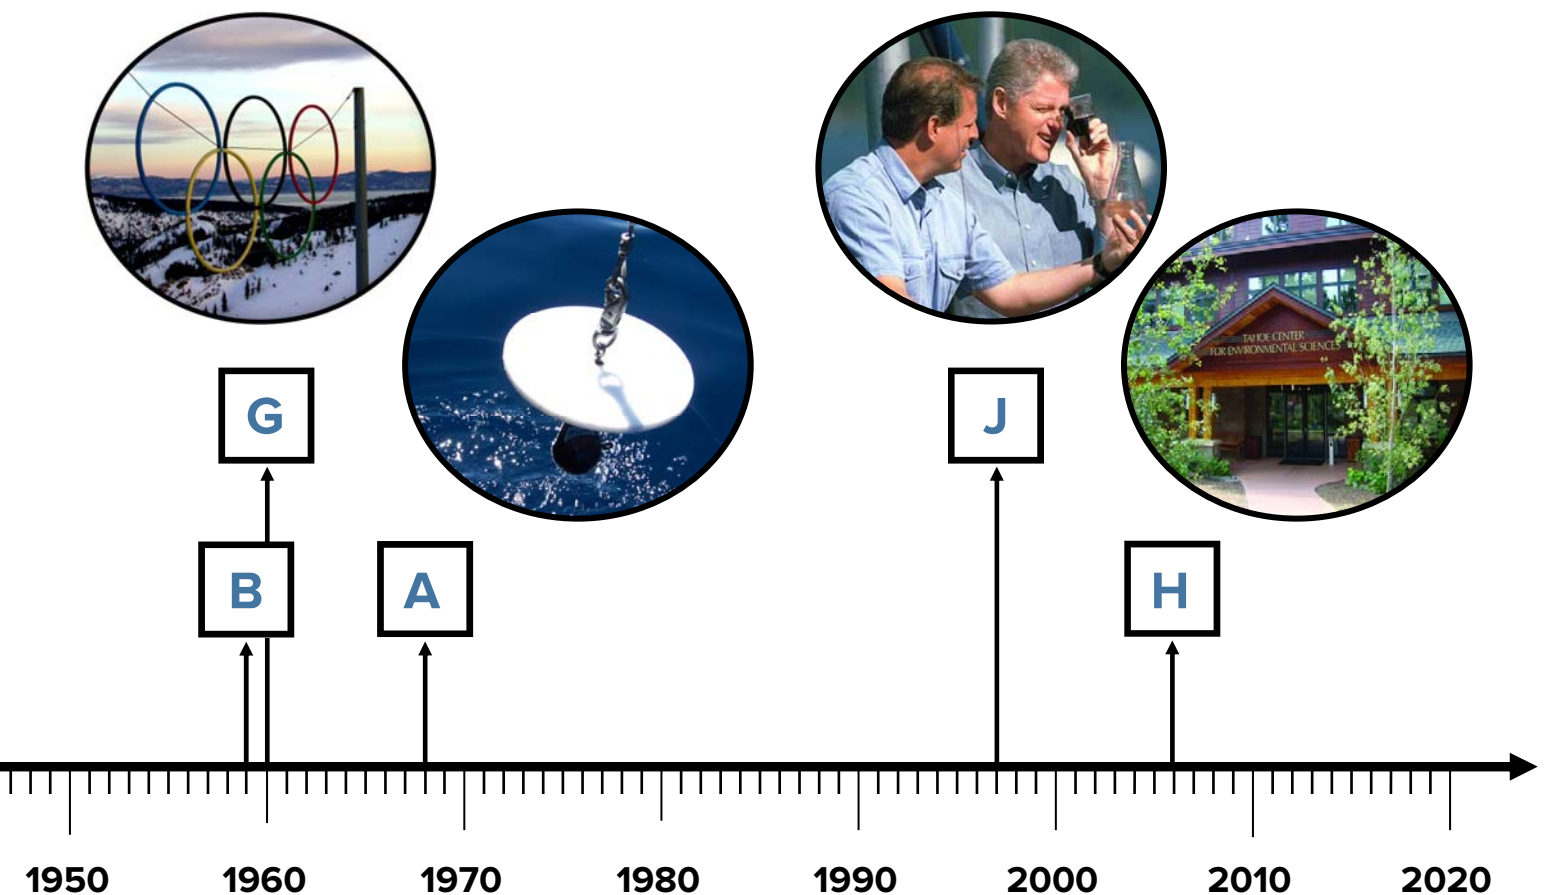 G
J
B
A
H
TAHOE CENTER
FOR ENVIRONMENTAL SCIENCES
1950
1960
1970
1980
1990
2000
2010
2020